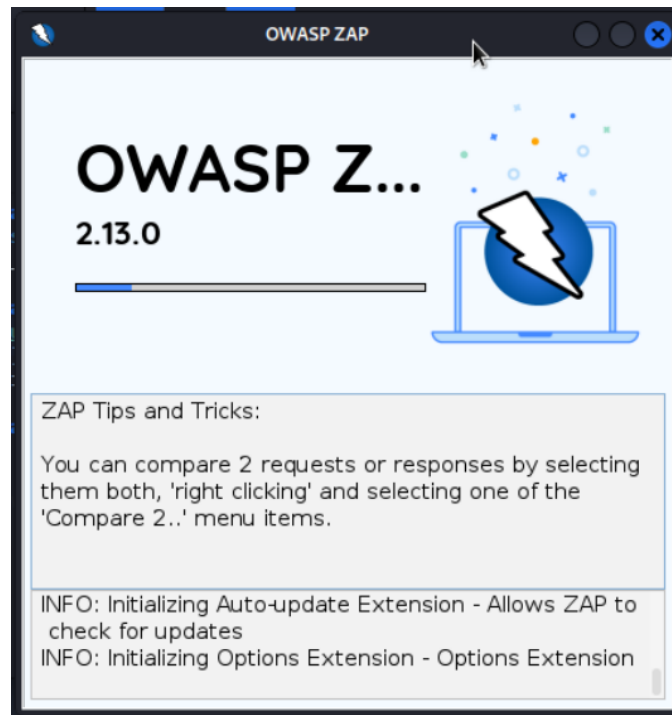 OWASP ZAP
OWASP Z...
2.13.0
ZAP Tips and Tricks:
You can compare 2 requests or responses by selecting
them both, 'right clicking' and selecting one of the
'Compare 2..' menu items.
INFO: Initializing Auto-update Extension - Allows ZAP to
check for updates
INFO: Initializing Options Extension - Options Extension